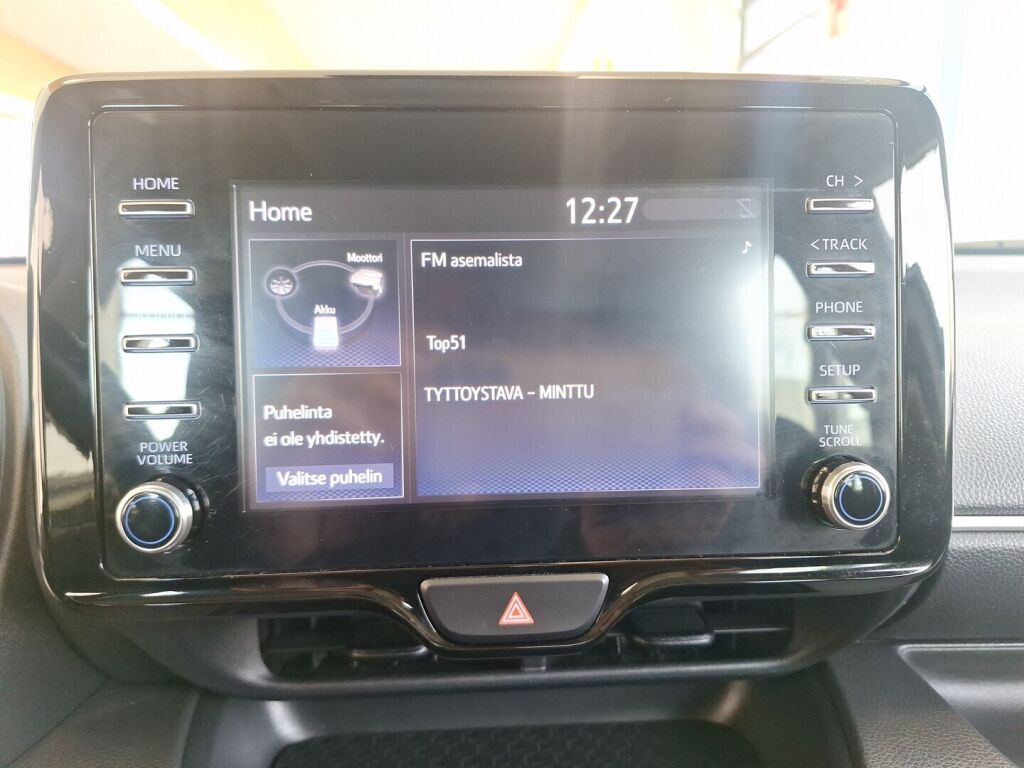 HOME
MENU
POWER
VOLUME
Home
12:27
Moottori
Akku
Puhelinta
ei ole yhdistetty.
Valitse puhelin
FM asemalista
Top51
TYTTOYSTAVA - MINTTU
CH >
< TRACK
PHONE
SETUP
TUNE
SCROLL